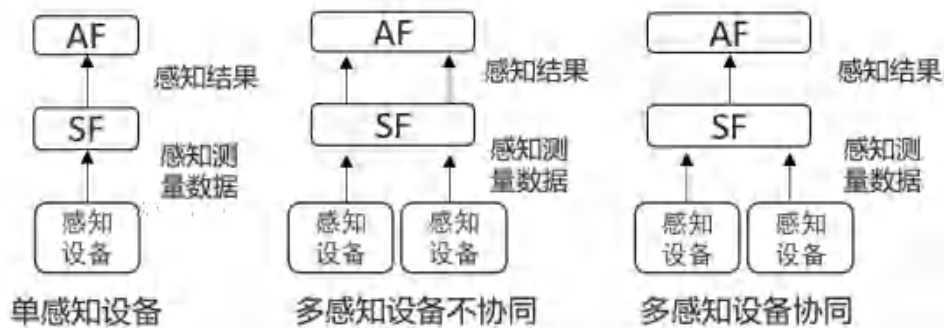 AF
感知结果
SF
感知测
量数据
感知
设备
单感知设备
AF
感知结果
SF
感知测
量数据
感知
设备
感知
设备
多感知设备不协同
AF
感知结果
SF
感知测
量数据
感知
设备
感知
设备
多感知设备协同